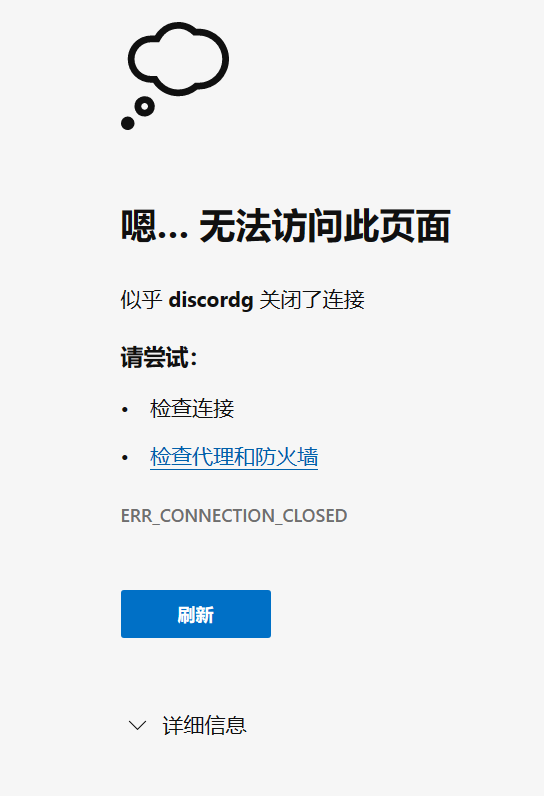 嗯… 无法访问此页面
似乎 discordg 关闭了连接
请尝试：
• 检查连接
• 检查代理和防火墙
ERR_CONNECTION_CLOSED
刷新
详细信息